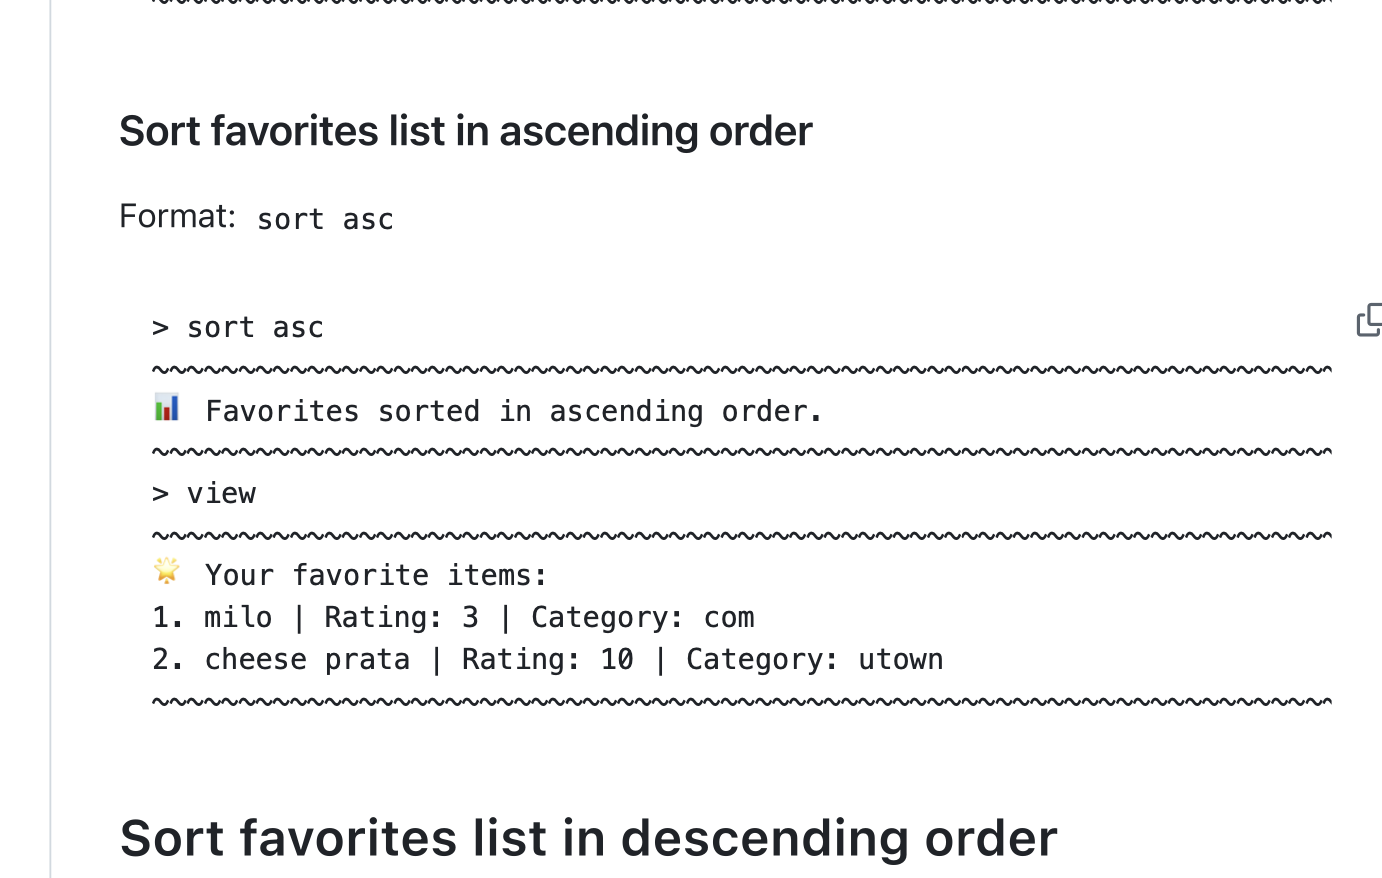 Sort favorites list in ascending order
Format: sort asc
> sort asc
~~~~~~~~~~~~~~~~~~~~~~~~~~~~~~~~~~~~~~~~~~~~~~~~~~~~~~~~~~~~~~~~~~~~~
📊 Favorites sorted in ascending order.
~~~~~~~~~~~~~~~~~~~~~~~~~~~~~~~~~~~~~~~~~~~~~~~~~~~~~~~~~~~~~~~~~~~~~
> view
~~~~~~~~~~~~~~~~~~~~~~~~~~~~~~~~~~~~~~~~~~~~~~~~~~~~~~~~~~~~~~~~~~~~~
🌟 Your favorite items:
1. milo | Rating: 3 | Category: com
2. cheese prata | Rating: 10 | Category: utown
~~~~~~~~~~~~~~~~~~~~~~~~~~~~~~~~~~~~~~~~~~~~~~~~~~~~~~~~~~~~~~~~~~~~~
Sort favorites list in descending order